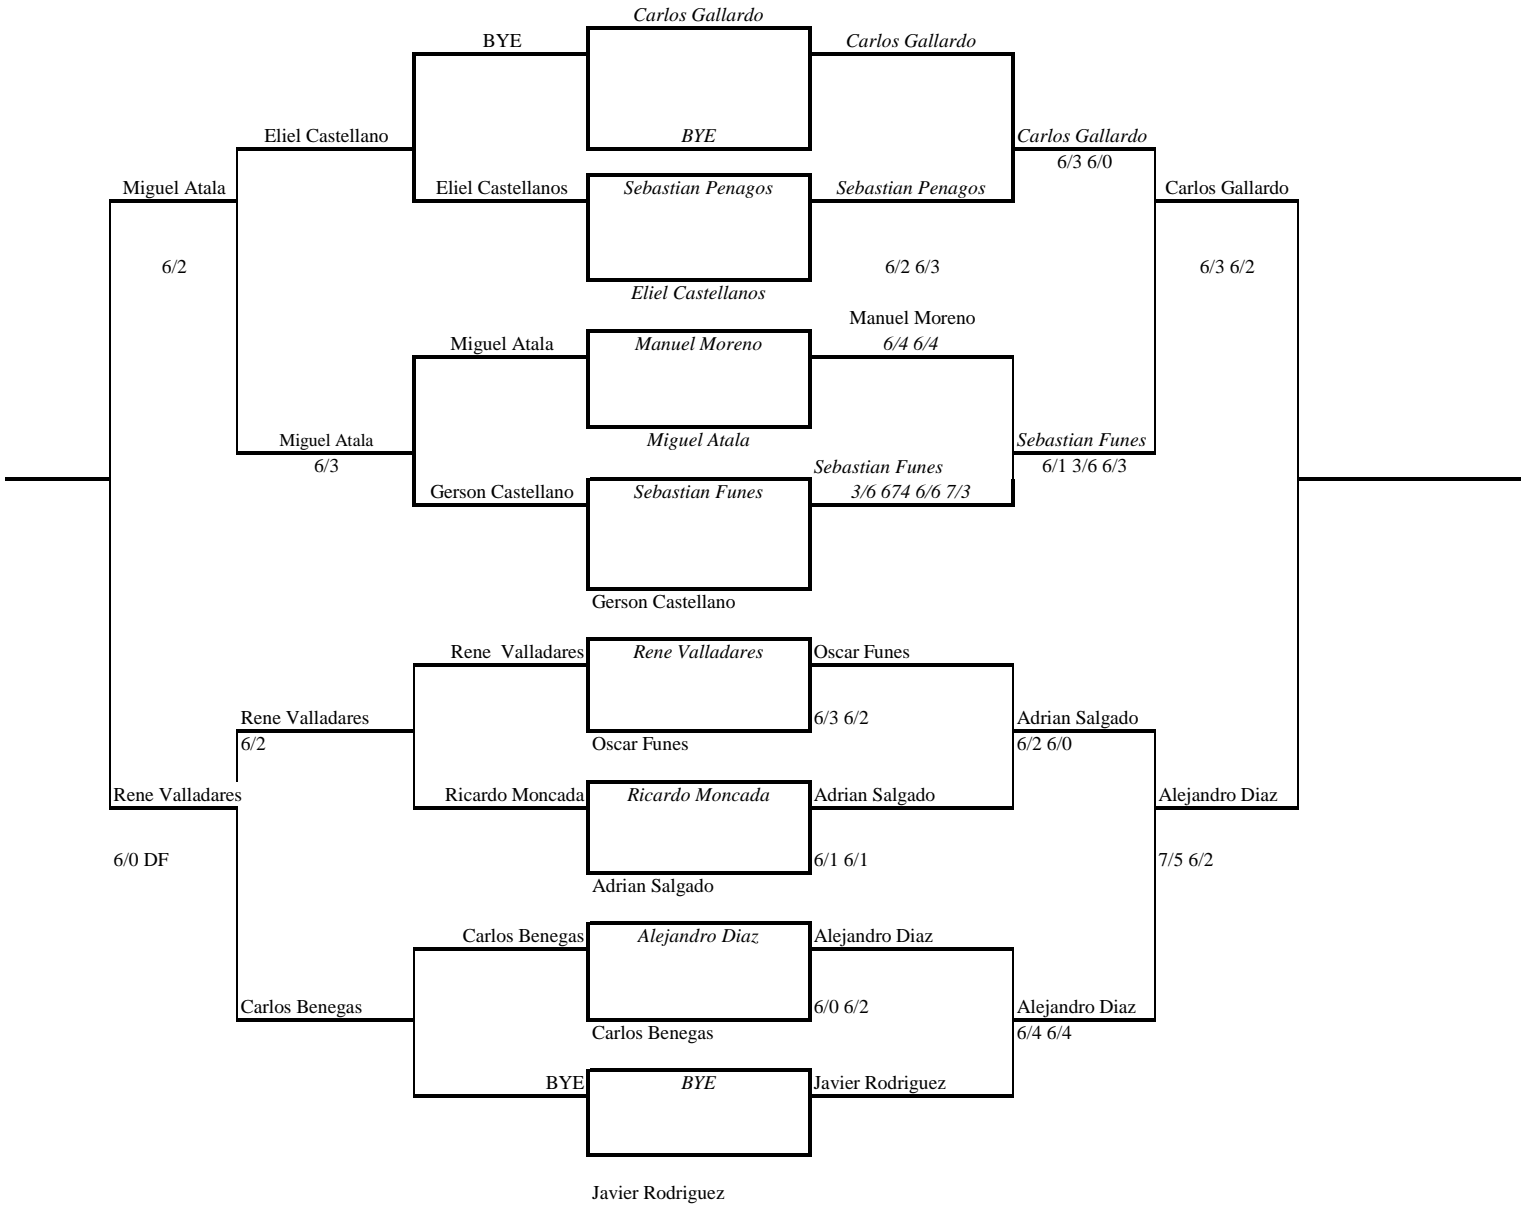 Carlos Gallardo
BYE
Carlos Gallardo
Eliel Castellano
BYE
Carlos Gallardo
6/3 6/0
Miguel Atala
Eliel Castellanos
Sebastian Penagos
Sebastian Penagos
Carlos Gallardo
6/2
6/2 6/3
6/3 6/2
Eliel Castellanos
Manuel Moreno
Miguel Atala
Manuel Moreno
6/4 6/4
Miguel Atala
Miguel Atala
Sebastian Funes
6/3
Sebastian Funes
6/1 3/6 6/3
Gerson Castellano
Sebastian Funes
3/6 674 6/6 7/3
Gerson Castellano
Rene  Valladares
Rene Valladares
Oscar Funes
Rene Valladares
6/3 6/2
Adrian Salgado
6/2
Oscar Funes
6/2 6/0
Rene Valladares
Ricardo Moncada
Ricardo Moncada
Adrian Salgado
Alejandro Diaz
6/0 DF
6/1 6/1
7/5 6/2
Adrian Salgado
Carlos Benegas
Alejandro Diaz
Alejandro Diaz
Carlos Benegas
6/0 6/2
Alejandro Diaz
Carlos Benegas
6/4 6/4
BYE
BYE
Javier Rodriguez
Javier Rodriguez